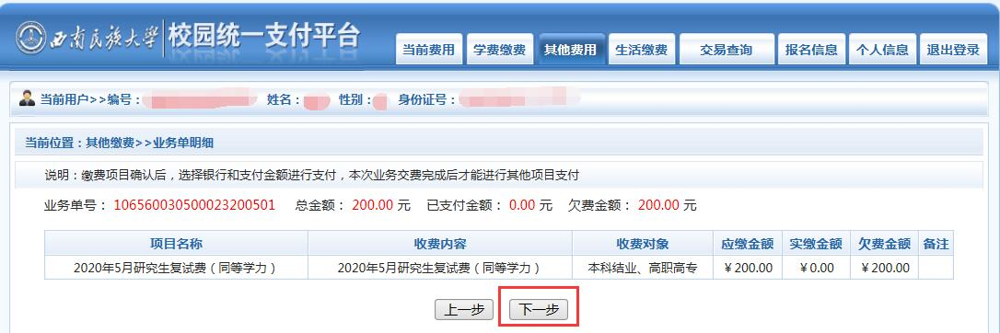 西南民族大学 校园统一支付平台
当前费用 学费缴费 其他费用 生活缴费 交易查询 报名信息 个人信息 退出登录
当前用户>>编号： 姓名： 性别： 身份证号：
当前位置：其他缴费>>业务单明细
说明：缴费项目确认后，选择银行和支付金额进行支付，本次业务交费完成后才能进行其他项目支付
业务单号：106560030500023200501 总金额：200.00 元 已支付金额：0.00 元 欠费金额：200.00 元
项目名称 收费内容 收费对象 应缴金额 实缴金额 欠费金额 备注
2020年5月研究生复试费（同等学力） 2020年5月研究生复试费（同等学力） 本科结业、高职高专 ￥200.00 ￥0.00 ￥200.00
上一步 下一步